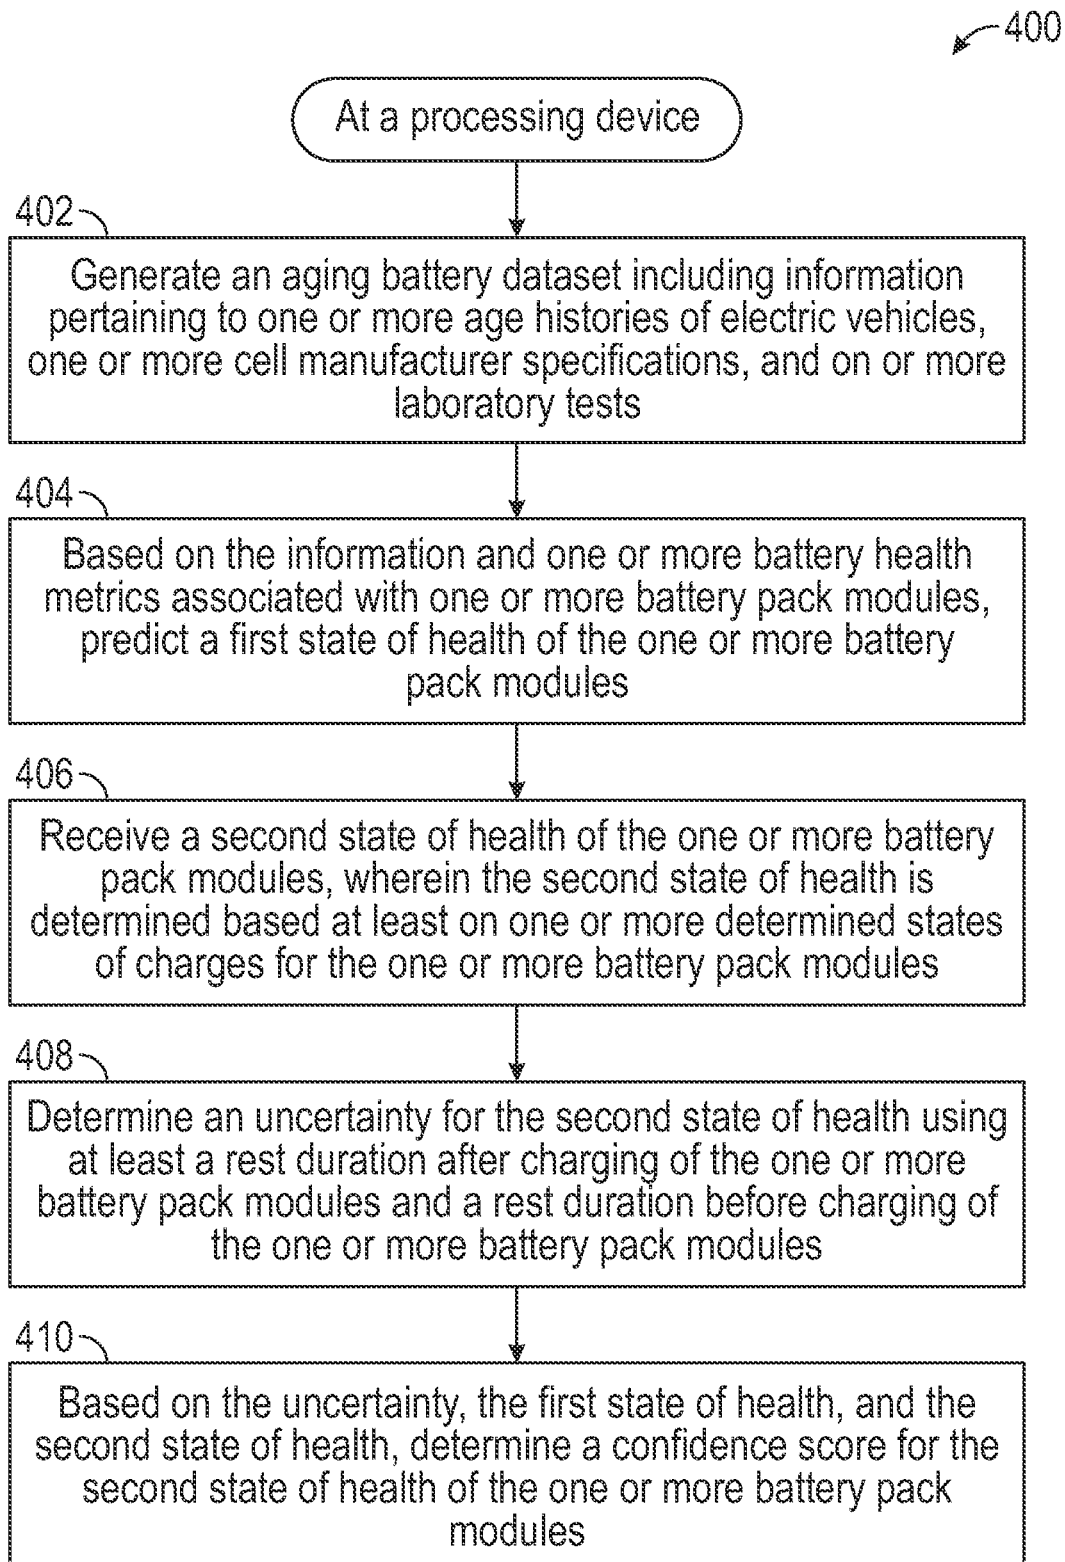 400
At a processing device
402
Generate an aging battery dataset including information
pertaining to one or more age histories of electric vehicles,
one or more cell manufacturer specifications, and on or more
laboratory tests
404
Based on the information and one or more battery health
metrics associated with one or more battery pack modules,
predict a first state of health of the one or more battery
pack modules
406
Receive a second state of health of the one or more battery
pack modules, wherein the second state of health is
determined based at least on one or more determined states
of charges for the one or more battery pack modules
408
Determine an uncertainty for the second state of health using
at least a rest duration after charging of the one or more
battery pack modules and a rest duration before charging of
the one or more battery pack modules
410
Based on the uncertainty, the first state of health, and the
second state of health, determine a confidence score for the
second state of health of the one or more battery pack
modules